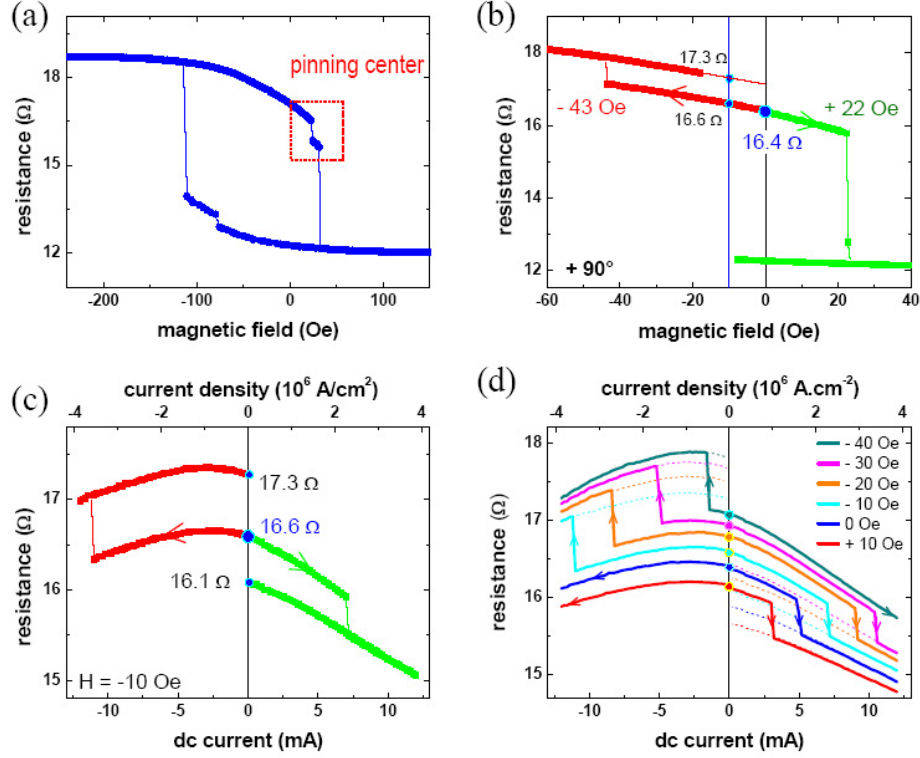 (a)
resistance (Ω)
18
15
12
pinning center
-200
-100
0
100
magnetic field (Oe)
(b)
resistance (Ω)
18
16
14
12
17.3 Ω
- 43 Oe
16.6 Ω
+ 22 Oe
16.4 Ω
+ 90°
-60
-40
-20
0
20
40
magnetic field (Oe)
(c)
current density (10⁶ A/cm²)
-4
-2
0
2
4
resistance (Ω)
17
16
15
17.3 Ω
16.6 Ω
16.1 Ω
H = -10 Oe
-10
-5
0
5
10
dc current (mA)
(d)
current density (10⁶ A.cm⁻²)
-4
-2
0
2
4
resistance (Ω)
18
17
16
15
- 40 Oe
- 30 Oe
- 20 Oe
- 10 Oe
0 Oe
+ 10 Oe
-10
-5
0
5
10
dc current (mA)